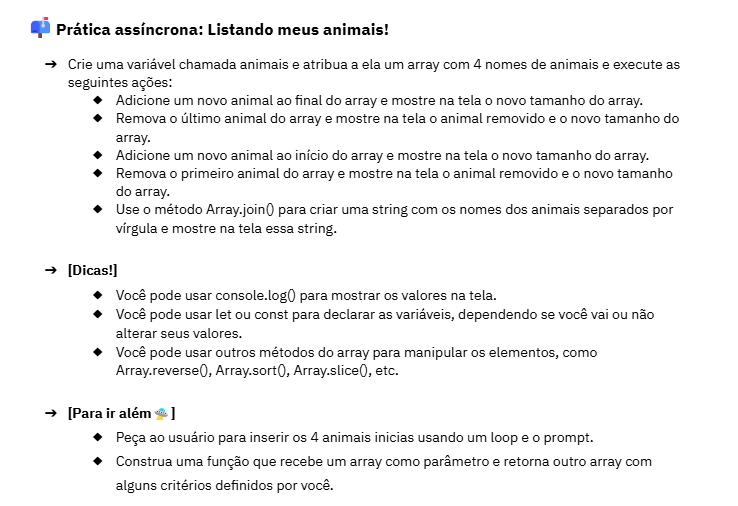 Prática assíncrona: Listando meus animais!
➔ Crie uma variável chamada animais e atribua a ela um array com 4 nomes de animais e execute as
seguintes ações:
◆ Adicione um novo animal ao final do array e mostre na tela o novo tamanho do array.
◆ Remova o último animal do array e mostre na tela o animal removido e o novo tamanho do
array.
◆ Adicione um novo animal ao início do array e mostre na tela o novo tamanho do array.
◆ Remova o primeiro animal do array e mostre na tela o animal removido e o novo tamanho
do array.
◆ Use o método Array.join() para criar uma string com os nomes dos animais separados por
vírgula e mostre na tela essa string.
➔ [Dicas!]
◆ Você pode usar console.log() para mostrar os valores na tela.
◆ Você pode usar let ou const para declarar as variáveis, dependendo se você vai ou não
alterar seus valores.
◆ Você pode usar outros métodos do array para manipular os elementos, como
Array.reverse(), Array.sort(), Array.slice(), etc.
➔ [Para ir além🛸]
◆ Peça ao usuário para inserir os 4 animais inicias usando um loop e o prompt.
◆ Construa uma função que recebe um array como parâmetro e retorna outro array com
alguns critérios definidos por você.